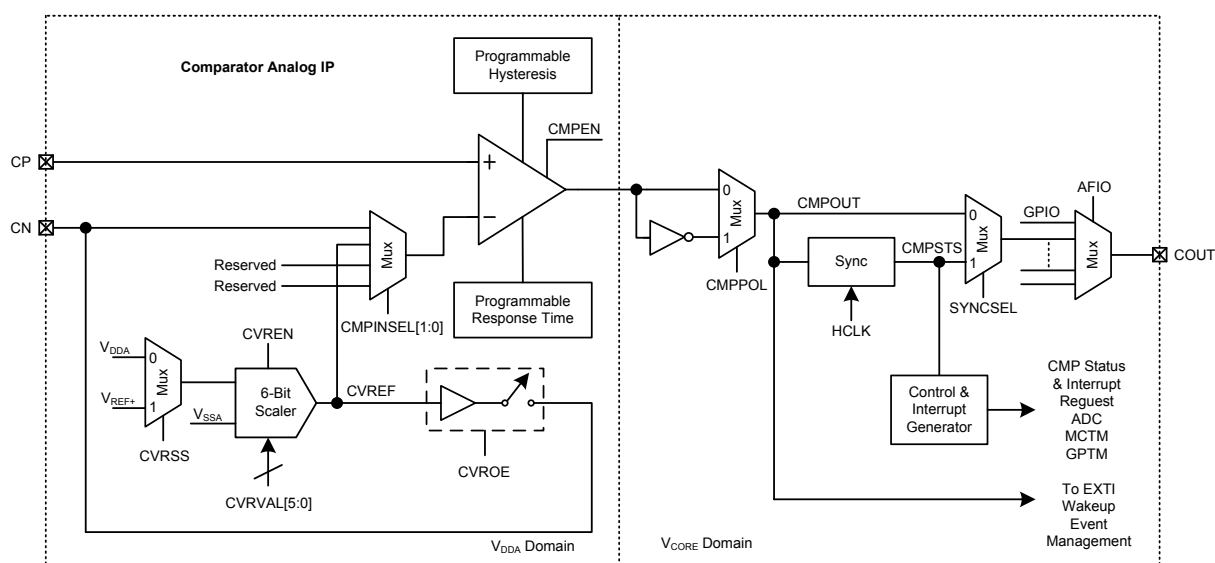 Comparator Analog IP
Programmable
Hysteresis
CMPEN
CP
+
CN
−
Mux
Reserved
Reserved
CMPINSEL[1:0]
Programmable
Response Time
VDDA
0
Mux
VREF+
1
CVRSS
CVREN
6-Bit
Scaler
VSSA
CVRVAL[5:0]
CVREF
CVROE
VDDA Domain
0
Mux
1
CMPPOL
CMPOUT
Sync
HCLK
CMPSTS
0
Mux
1
SYNCSEL
GPIO
AFIO
Mux
COUT
Control &
Interrupt
Generator
CMP Status
& Interrupt
Reguest
ADC
MCTM
GPTM
To EXTI
Wakeup
Event
Management
VCORE Domain